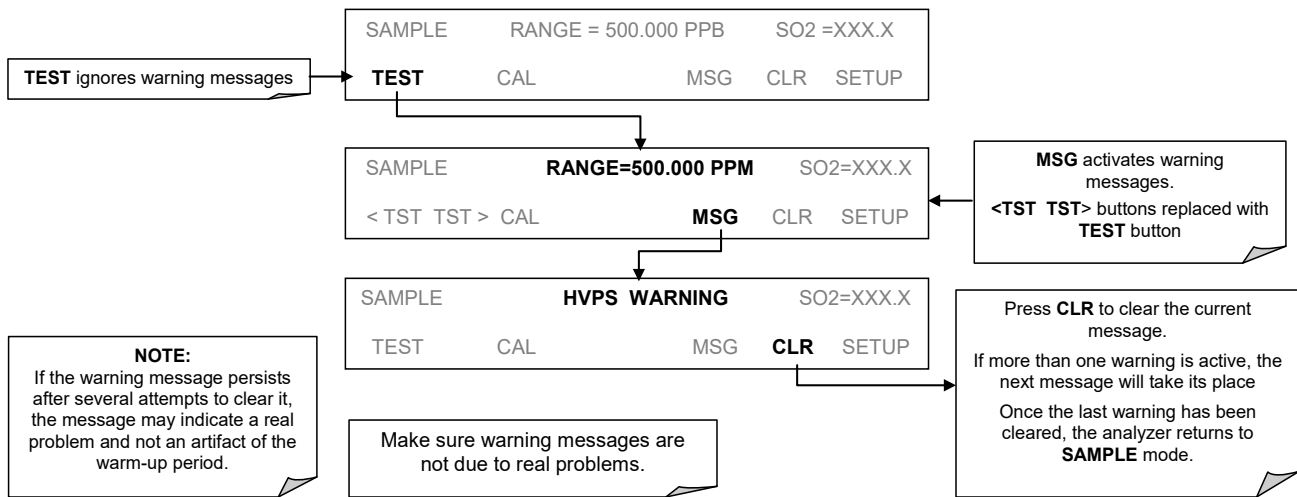 SAMPLE RANGE = 500.000 PPB SO2 =XXX.X
TEST ignores warning messages
TEST CAL MSG CLR SETUP
SAMPLE RANGE=500.000 PPM SO2=XXX.X
< TST TST > CAL MSG CLR SETUP
MSG activates warning
messages.
<TST TST> buttons replaced with
TEST button
SAMPLE HVPS WARNING SO2=XXX.X
TEST CAL MSG CLR SETUP
Press CLR to clear the current
message.
If more than one warning is active, the
next message will take its place
Once the last warning has been
cleared, the analyzer returns to
SAMPLE mode.
NOTE:
If the warning message persists
after several attempts to clear it,
the message may indicate a real
problem and not an artifact of the
warm-up period.
Make sure warning messages are
not due to real problems.